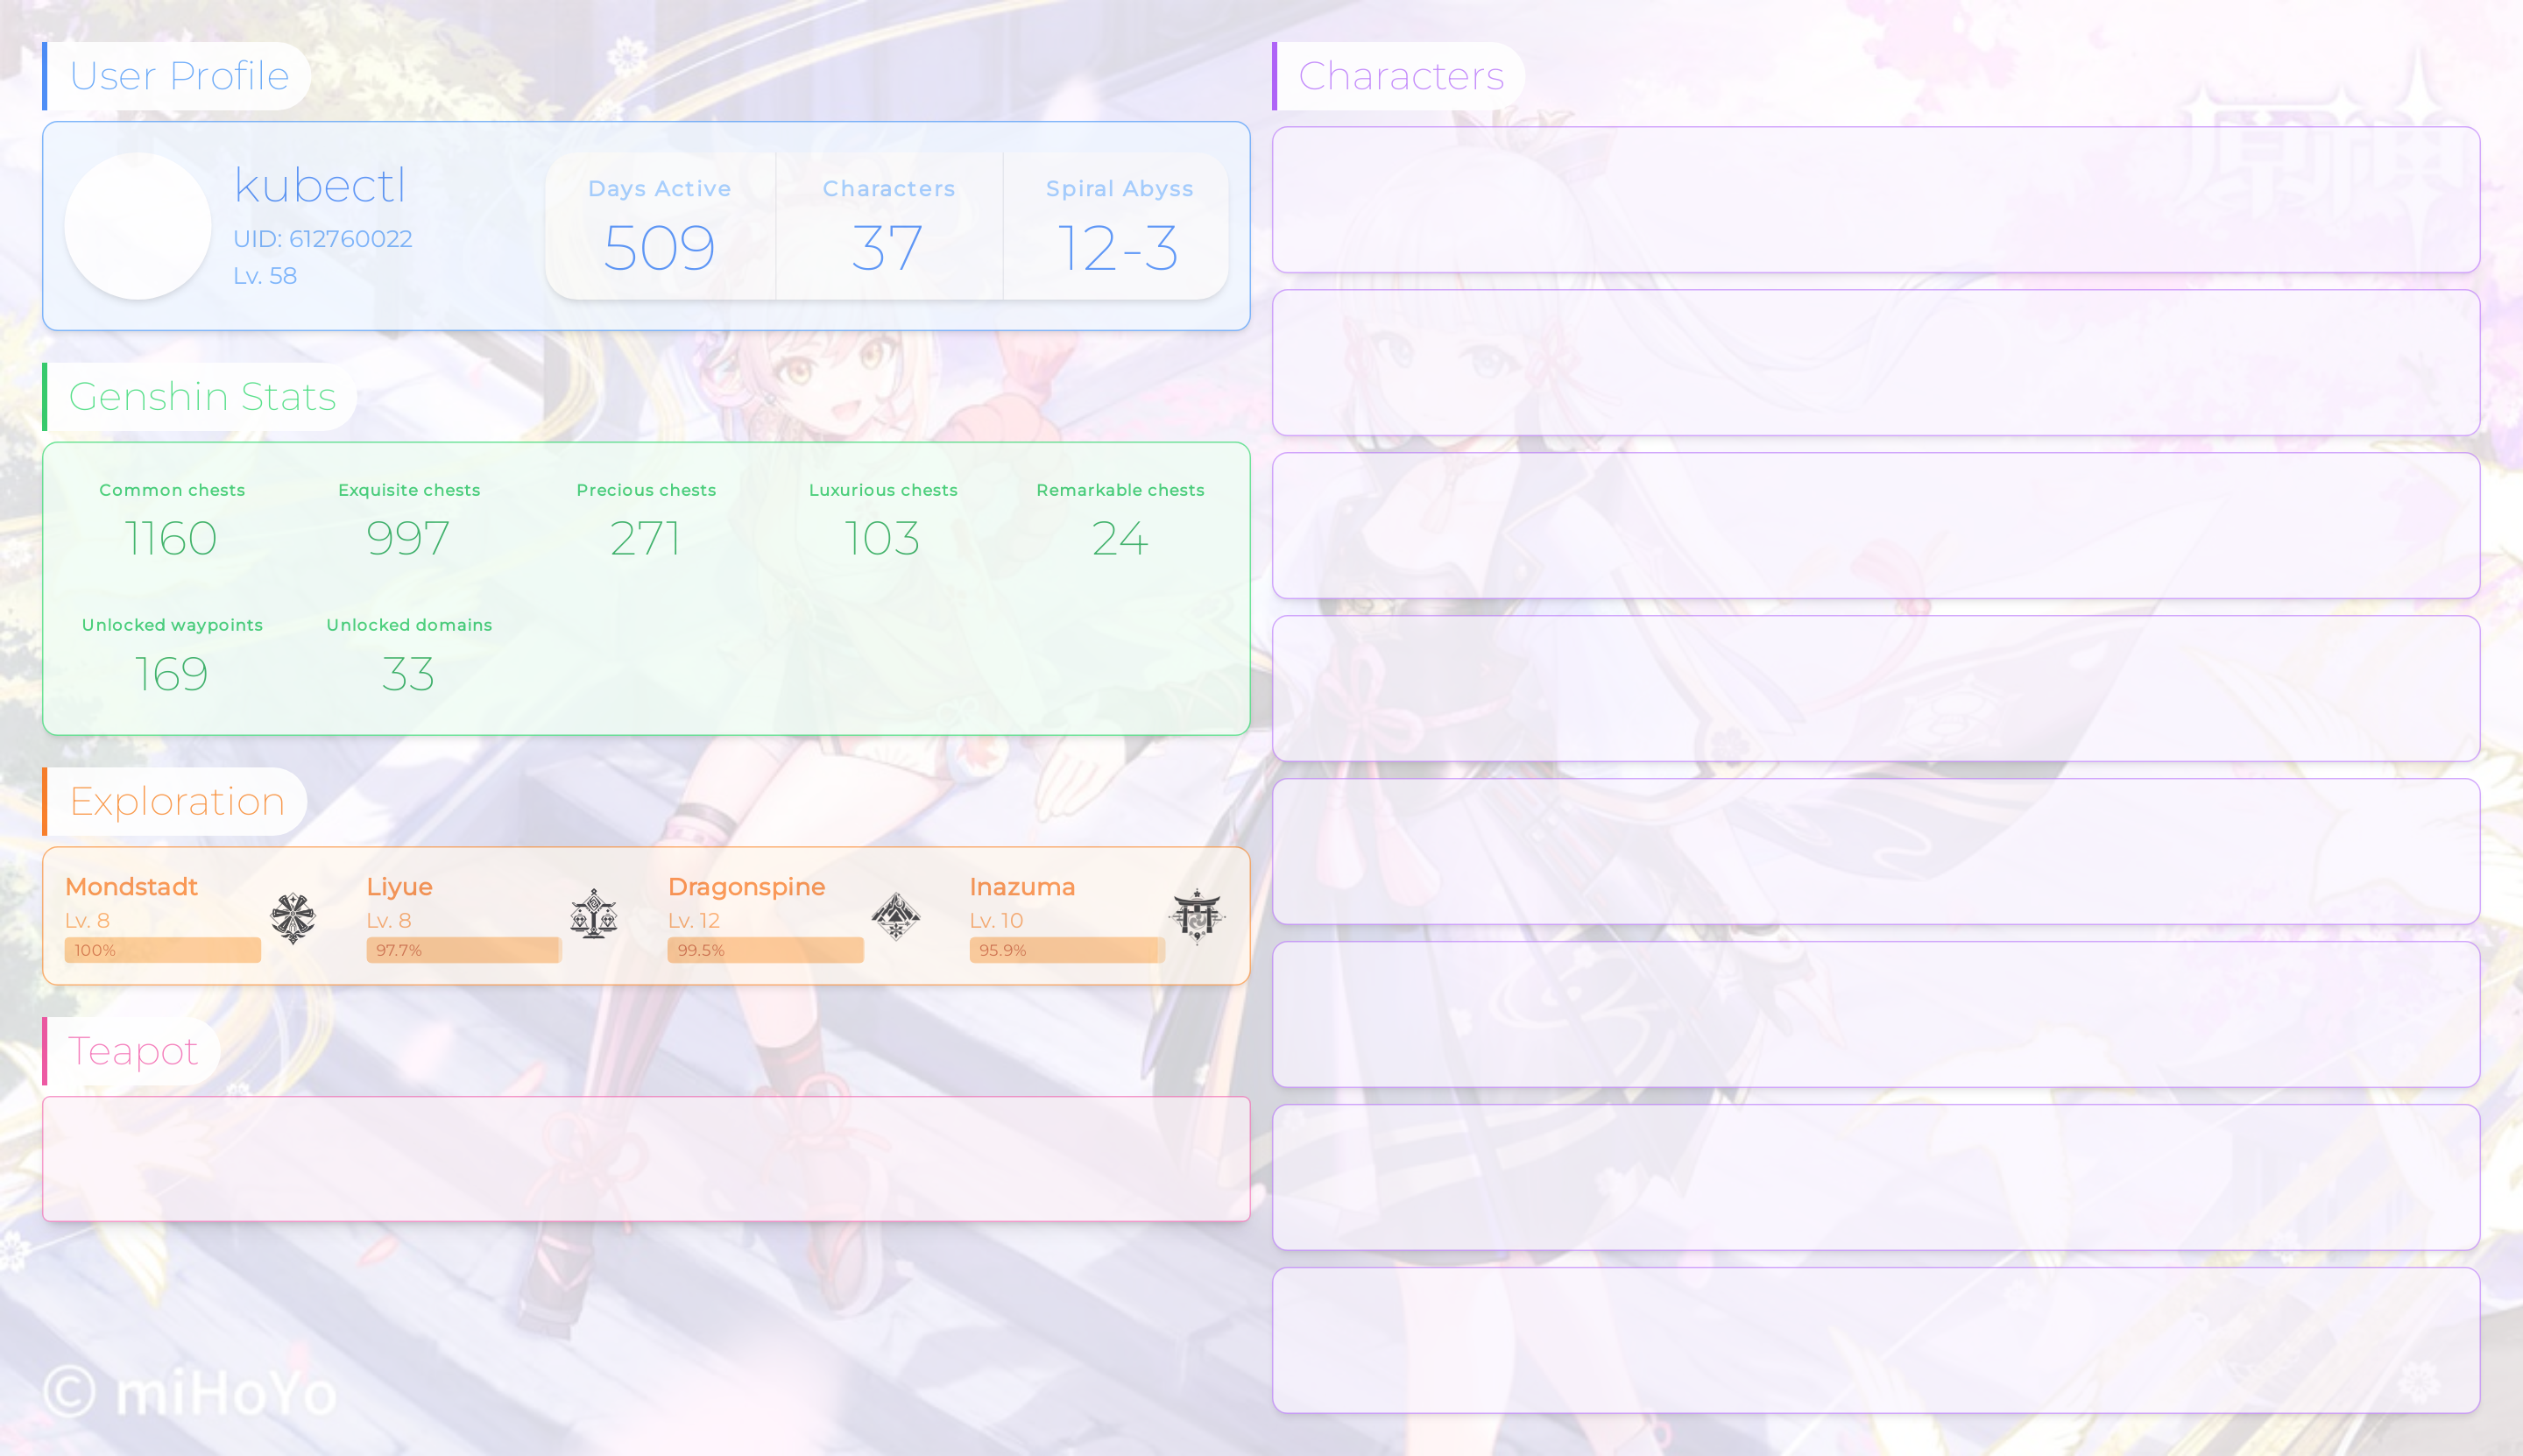 User Profile
kubectl
UID: 612760022
Lv. 58
Days Active
509
Characters
37
Spiral Abyss
12-3
Genshin Stats
Common chests
1160
Exquisite chests
997
Precious chests
271
Luxurious chests
103
Remarkable chests
24
Unlocked waypoints
169
Unlocked domains
33
Exploration
Mondstadt
Lv. 8
100%
Liyue
Lv. 8
97.7%
Dragonspine
Lv. 12
99.5%
Inazuma
Lv. 10
95.9%
Teapot
© miHoYo
Characters
原神